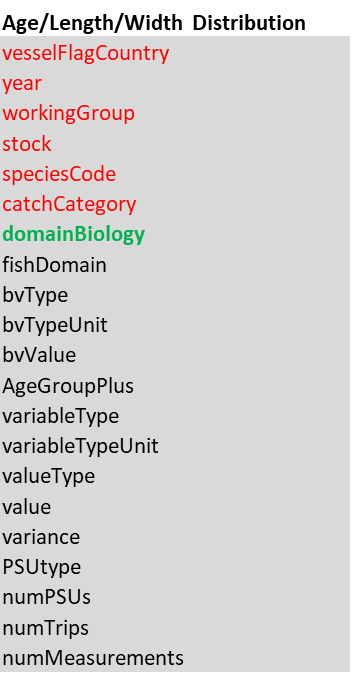 Age/Length/Width Distribution
vesselFlagCountry
year
workingGroup
stock
speciesCode
catchCategory
domainBiology
fishDomain
bvType
bvTypeUnit
bvValue
AgeGroupPlus
variableType
variableTypeUnit
valueType
value
variance
PSUtype
numPSUs
numTrips
numMeasurements